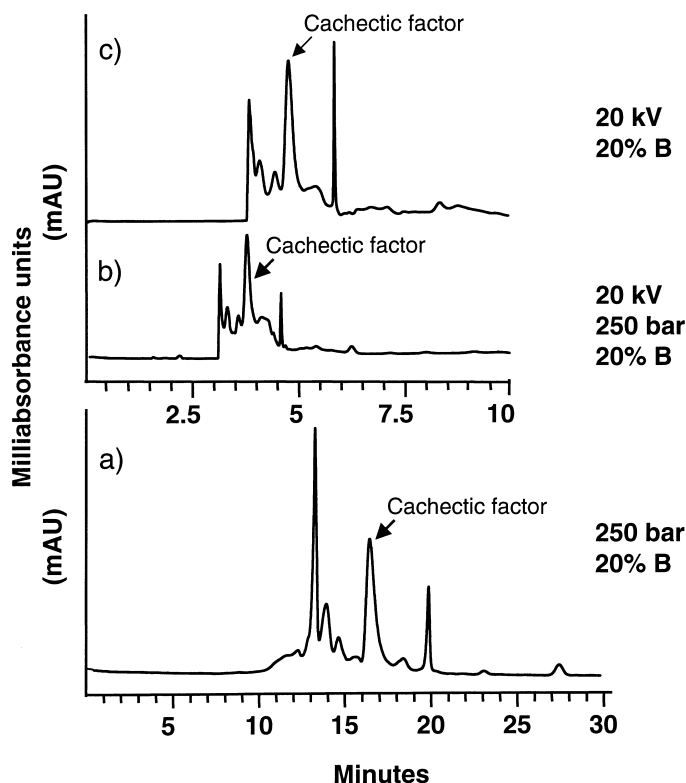 c)
Cachectic factor
20 kV
20% B
Milliabsorbance units
(mAU)
b)
Cachectic factor
20 kV
250 bar
20% B
2.5 5 7.5 10
a)
Cachectic factor
250 bar
20% B
(mAU)
5 10 15 20 25 30
Minutes